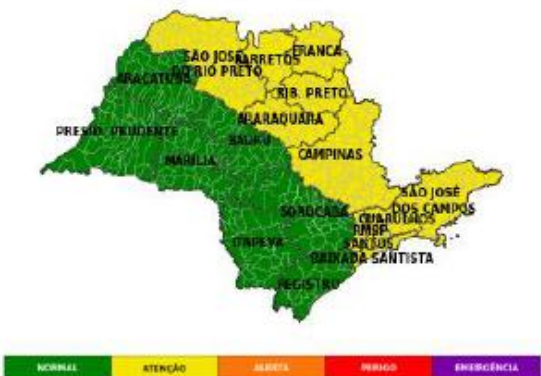 FRANCA
SÃO JOSÉ BARRETOS
DO RIO PRETO
ARAÇATUBA
RIB. PRETO
ARARAQUARA
PRESID. PRUDENTE
BAURU
MARÍLIA
CAMPINAS
SÃO JOSÉ
DOS CAMPOS
SOROCABA
GUARULHOS
RMSP
ITAPEVA
SANTOS
BAIXADA SANTISTA
REGISTRO
NORMAL ATENÇÃO ALERTA PERIGO EMERGÊNCIA